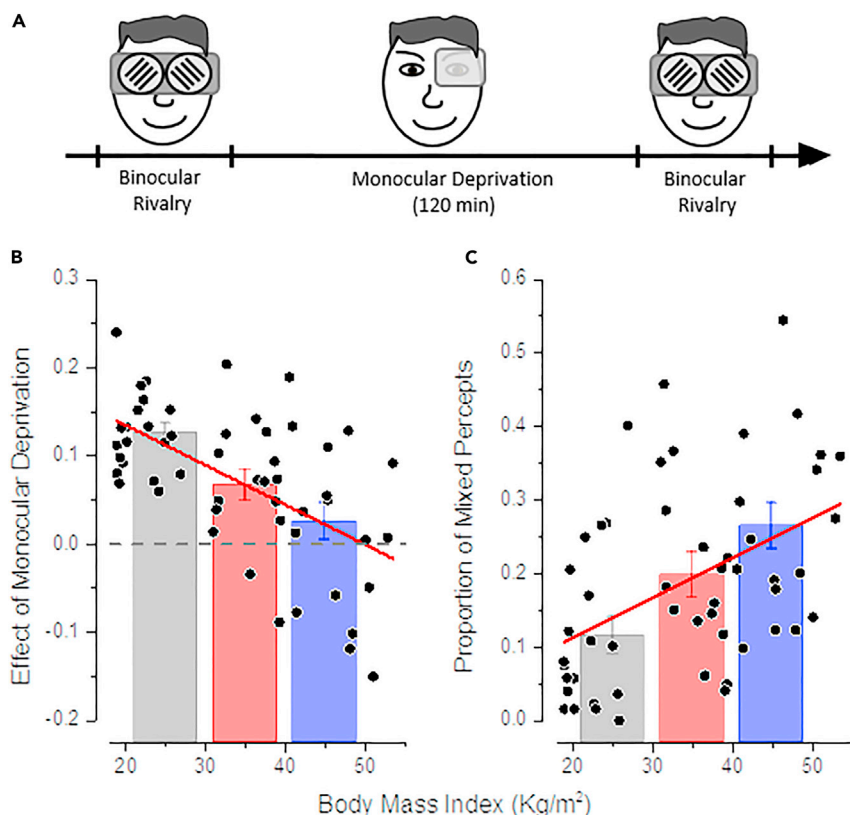 A
Binocular
Rivalry
Monocular Deprivation
(120 min)
Binocular
Rivalry
B
0.3
0.2
0.1
0.0
-0.1
-0.2
Effect of Monocular Deprivation
20 30 40 50
C
0.6
0.5
0.4
0.3
0.2
0.1
0.0
Proportion of Mixed Percepts
20 30 40 50
Body Mass Index (Kg/m²)